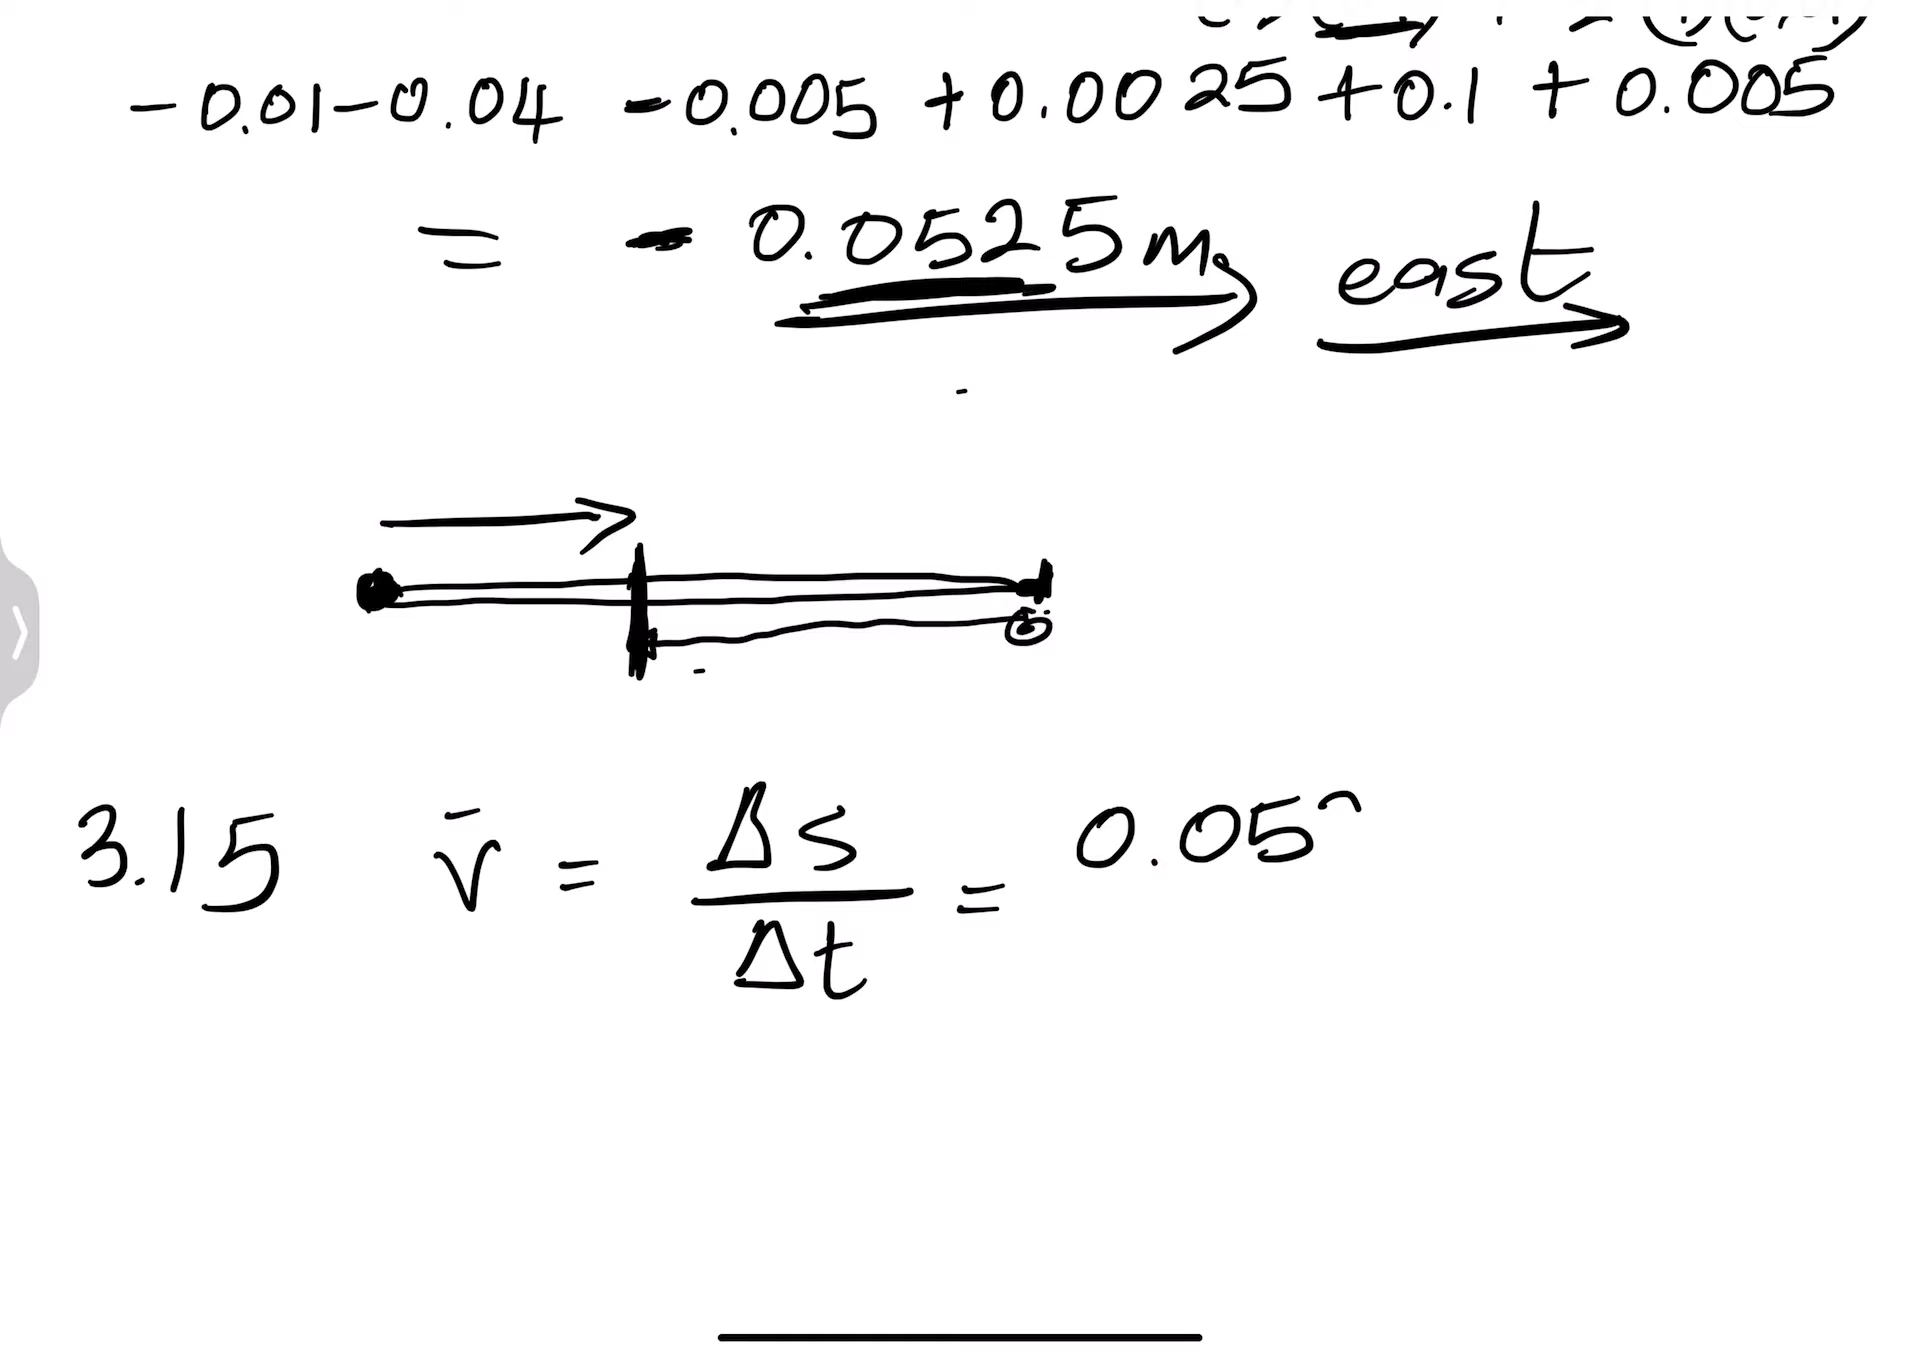 -0.01-0.04 -0.005 +0.0025 +0.1 + 0.005
= - 0.0525 m, east
3.15 v̄ = Δs/Δt = 0.05